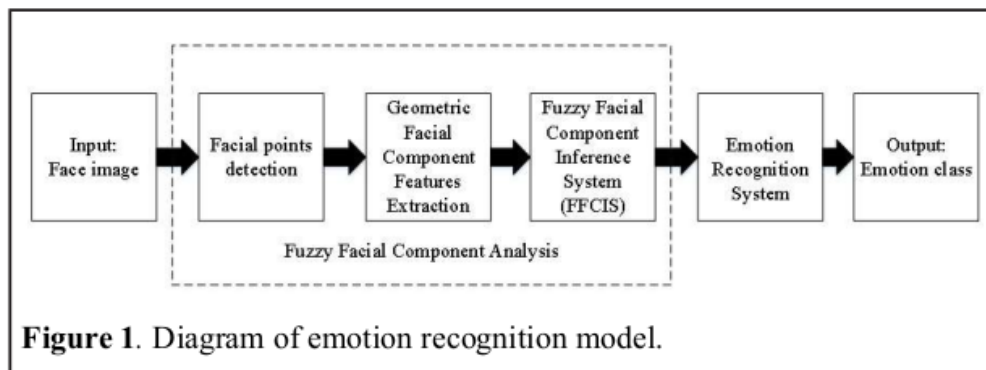 Input:
Face image
Facial points
detection
Geometric
Facial
Component
Features
Extraction
Fuzzy Facial
Component
Inference
System
(FFCIS)
Emotion
Recognition
System
Output:
Emotion class
Fuzzy Facial Component Analysis
Figure 1. Diagram of emotion recognition model.